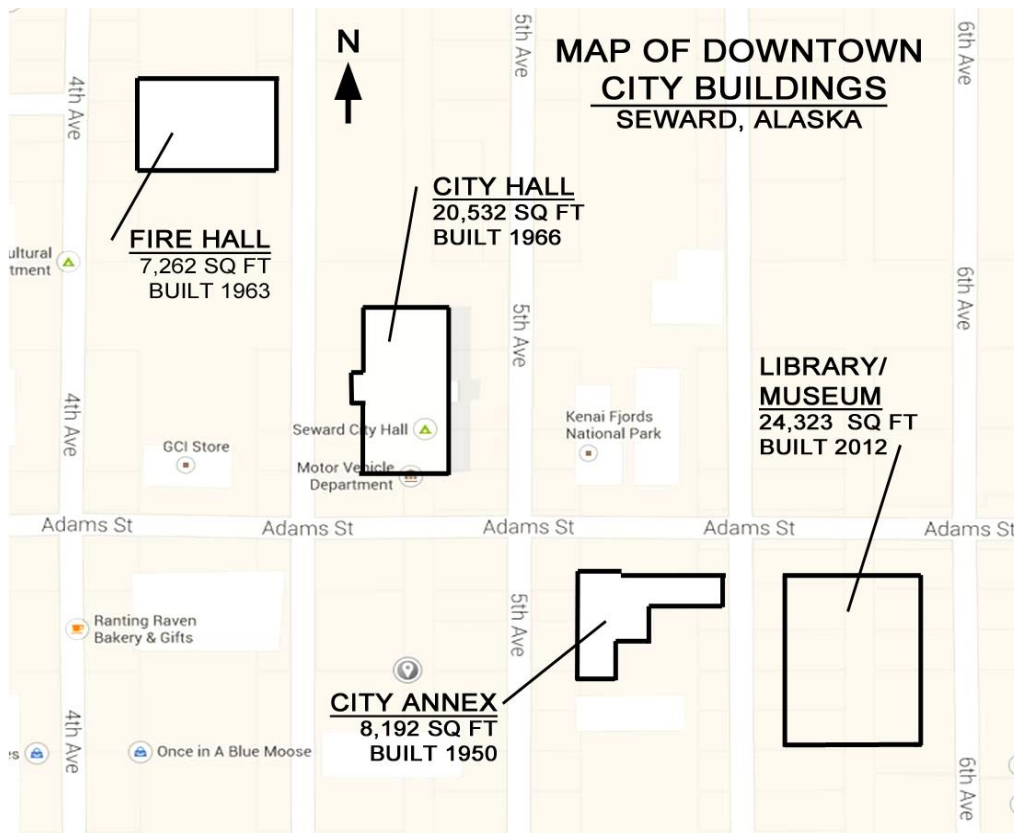 N
MAP OF DOWNTOWN
CITY BUILDINGS
SEWARD, ALASKA
4th Ave
5th Ave
6th Ave
CITY HALL
20,532 SQ FT
BUILT 1966
FIRE HALL
7,262 SQ FT
BUILT 1963
ultural
tment
5th Ave
6th Ave
LIBRARY/
MUSEUM
24,323 SQ FT
BUILT 2012
4th Ave
Seward City Hall
Kenai Fjords
National Park
GCI Store
Motor Vehicle
Department
Adams St
Adams St
Adams St
Adams St
Adams St
Ranting Raven
Bakery & Gifts
5th Ave
CITY ANNEX
8,192 SQ FT
BUILT 1950
4th Ave
es
Once in A Blue Moose
6th Ave